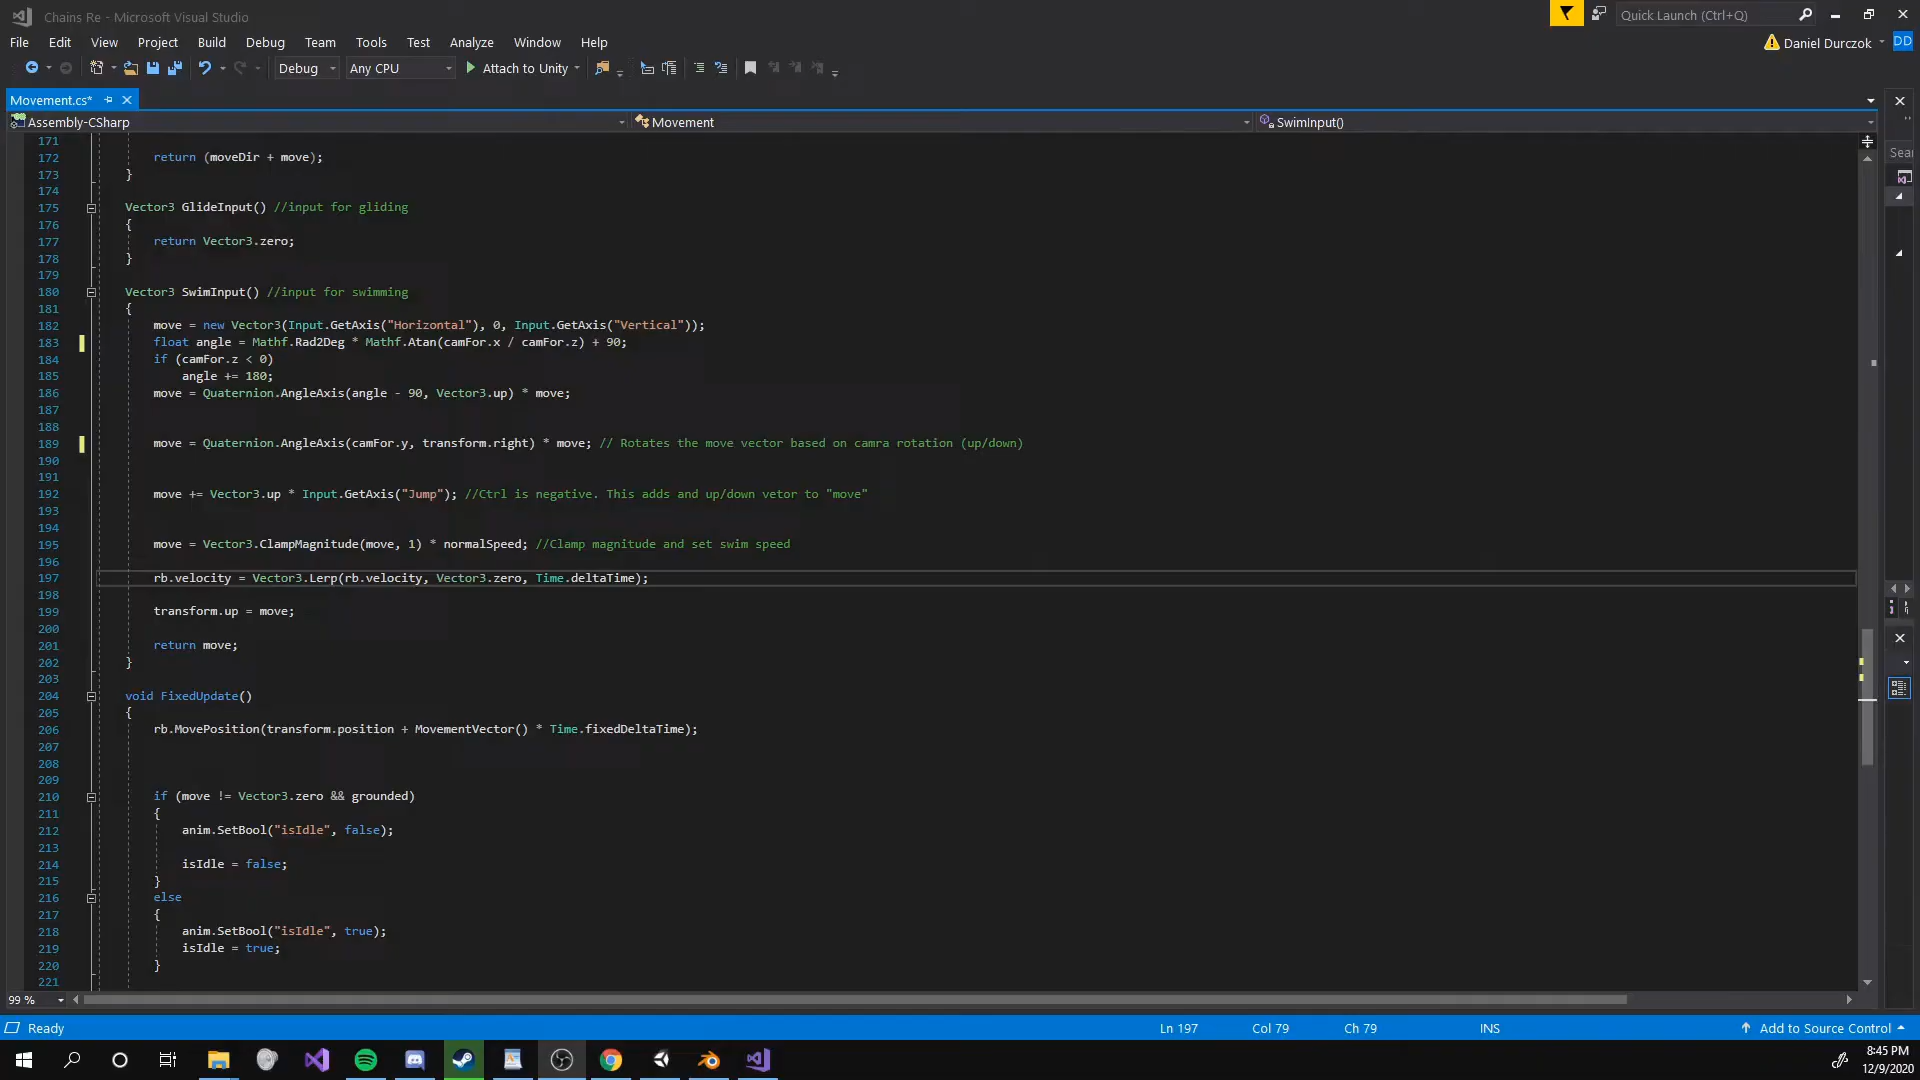 Chains Re - Microsoft Visual Studio
Quick Launch (Ctrl+Q)
File Edit View Project Build Debug Team Tools Test Analyze Window Help
Daniel Durczok DD
Debug Any CPU Attach to Unity
Movement.cs*
Assembly-CSharp Movement SwimInput()
171
172 return (moveDir + move);
173 }
174
175 Vector3 GlideInput() //input for gliding
176 {
177 return Vector3.zero;
178 }
179
180 Vector3 SwimInput() //input for swimming
181 {
182 move = new Vector3(Input.GetAxis("Horizontal"), 0, Input.GetAxis("Vertical"));
183 float angle = Mathf.Rad2Deg * Mathf.Atan(camFor.x / camFor.z) + 90;
184 if (camFor.z < 0)
185 angle += 180;
186 move = Quaternion.AngleAxis(angle - 90, Vector3.up) * move;
187
188
189 move = Quaternion.AngleAxis(camFor.y, transform.right) * move; // Rotates the move vector based on camra rotation (up/down)
190
191
192 move += Vector3.up * Input.GetAxis("Jump"); //Ctrl is negative. This adds and up/down vetor to "move"
193
194
195 move = Vector3.ClampMagnitude(move, 1) * normalSpeed; //Clamp magnitude and set swim speed
196
197 rb.velocity = Vector3.Lerp(rb.velocity, Vector3.zero, Time.deltaTime);
198
199 transform.up = move;
200
201 return move;
202 }
203
204 void FixedUpdate()
205 {
206 rb.MovePosition(transform.position + MovementVector() * Time.fixedDeltaTime);
207
208
209
210 if (move != Vector3.zero && grounded)
211 {
212 anim.SetBool("isIdle", false);
213
214 isIdle = false;
215 }
216 else
217 {
218 anim.SetBool("isIdle", true);
219 isIdle = true;
220 }
221
Sear
99 %
Ready Ln 197 Col 79 Ch 79 INS Add to Source Control
8:45 PM
12/9/2020